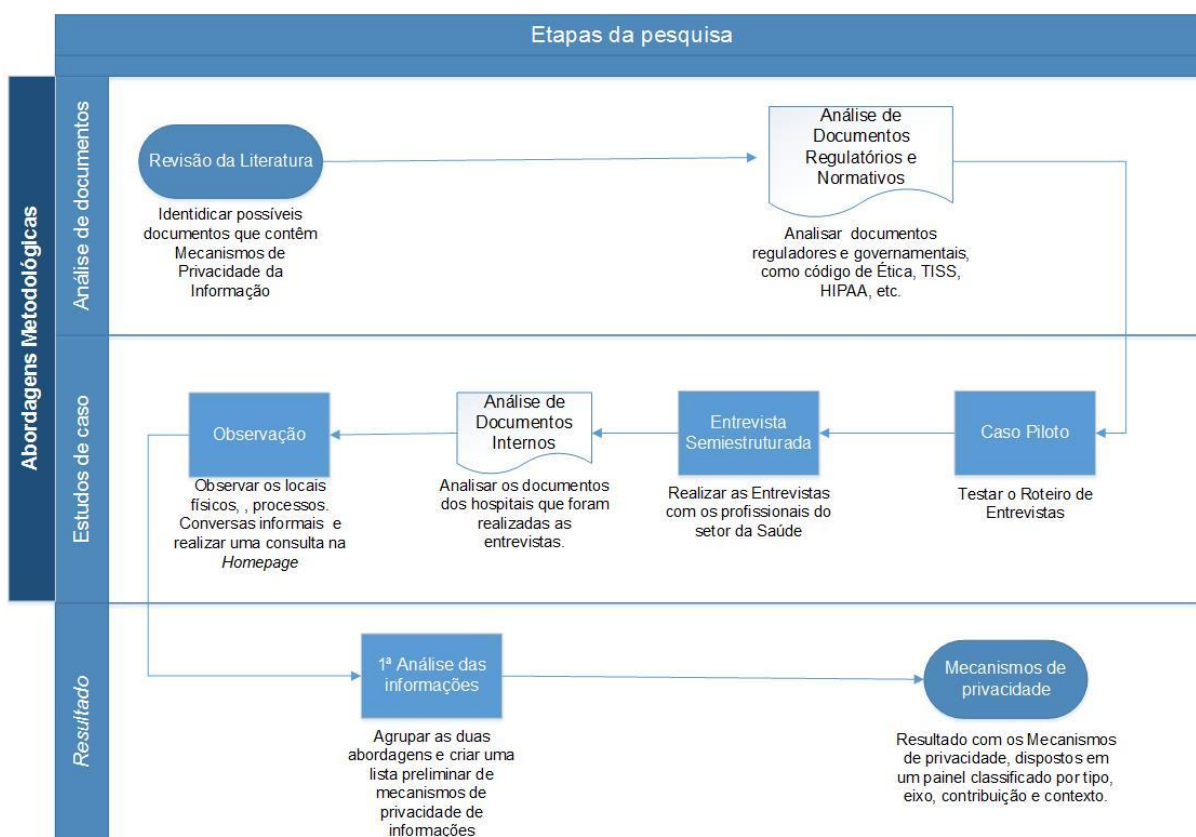 Etapas da pesquisa
Abordagens Metodológicas
Análise de documentos
Revisão da Literatura
Identidicar possíveis
documentos que contêm
Mecanismos de
Privacidade da
Informação
Análise de
Documentos
Regulatórios e
Normativos
Analisar documentos
reguladores e governamentais,
como código de Ética, TISS,
HIPAA, etc.
Estudos de caso
Observação
Observar os locais
físicos, , processos.
Conversas informais e
realizar uma consulta na
Homepage
Análise de
Documentos
Internos
Analisar os documentos
dos hospitais que foram
realizadas as
entrevistas.
Entrevista
Semiestruturada
Realizar as Entrevistas
com os profissionais do
setor da Saúde
Caso Piloto
Testar o Roteiro de
Entrevistas
Resultado
1ª Análise das
informações
Agrupar as duas
abordagens e criar uma
lista preliminar de
mecanismos de
privacidade de
informações
Mecanismos de
privacidade
Resultado com os Mecanismos
de privacidade, dispostos em
um painel classificado por tipo,
eixo, contribuição e contexto.